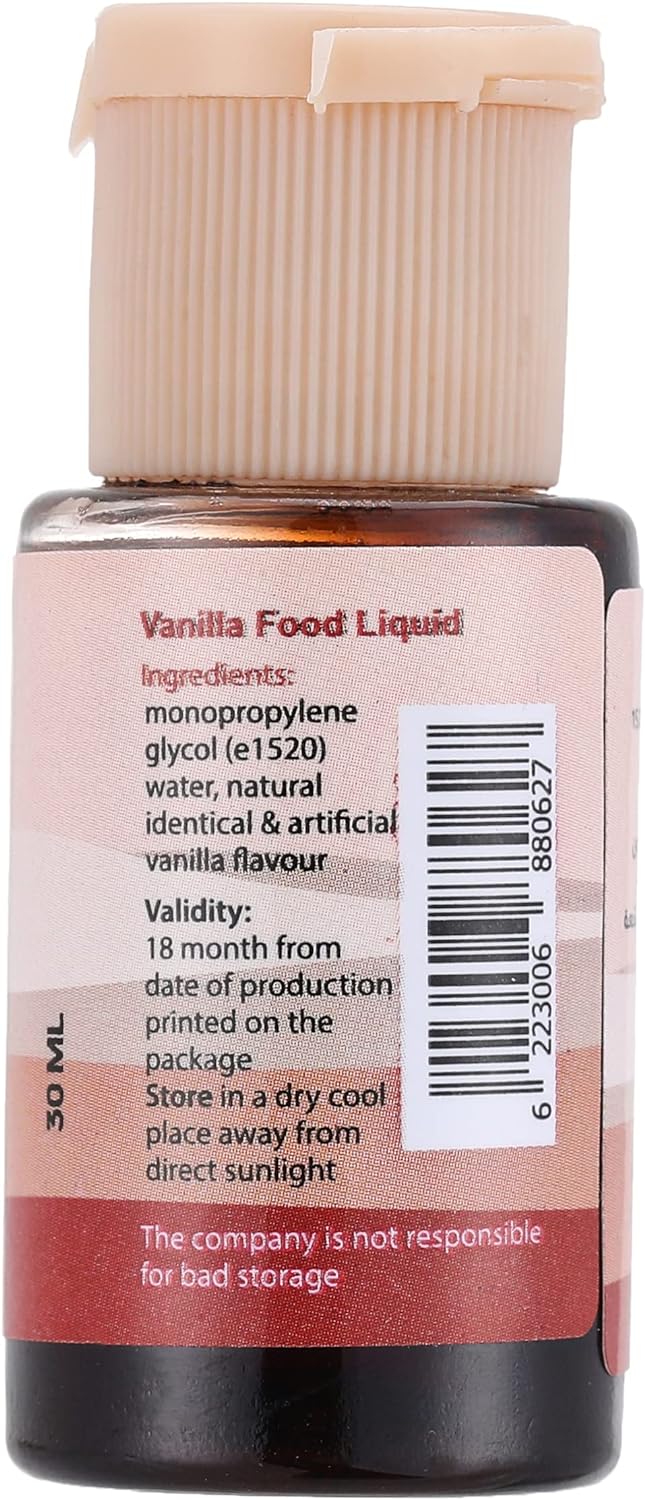 Vanilla Food Liquid
Ingredients:
monopropylene
glycol (e1520)
water, natural
identical & artificial
vanilla flavour
Validity:
18 month from
date of production
printed on the
package
Store in a dry cool
place away from
direct sunlight
The company is not responsible
for bad storage
30 ML
6 223006 880627